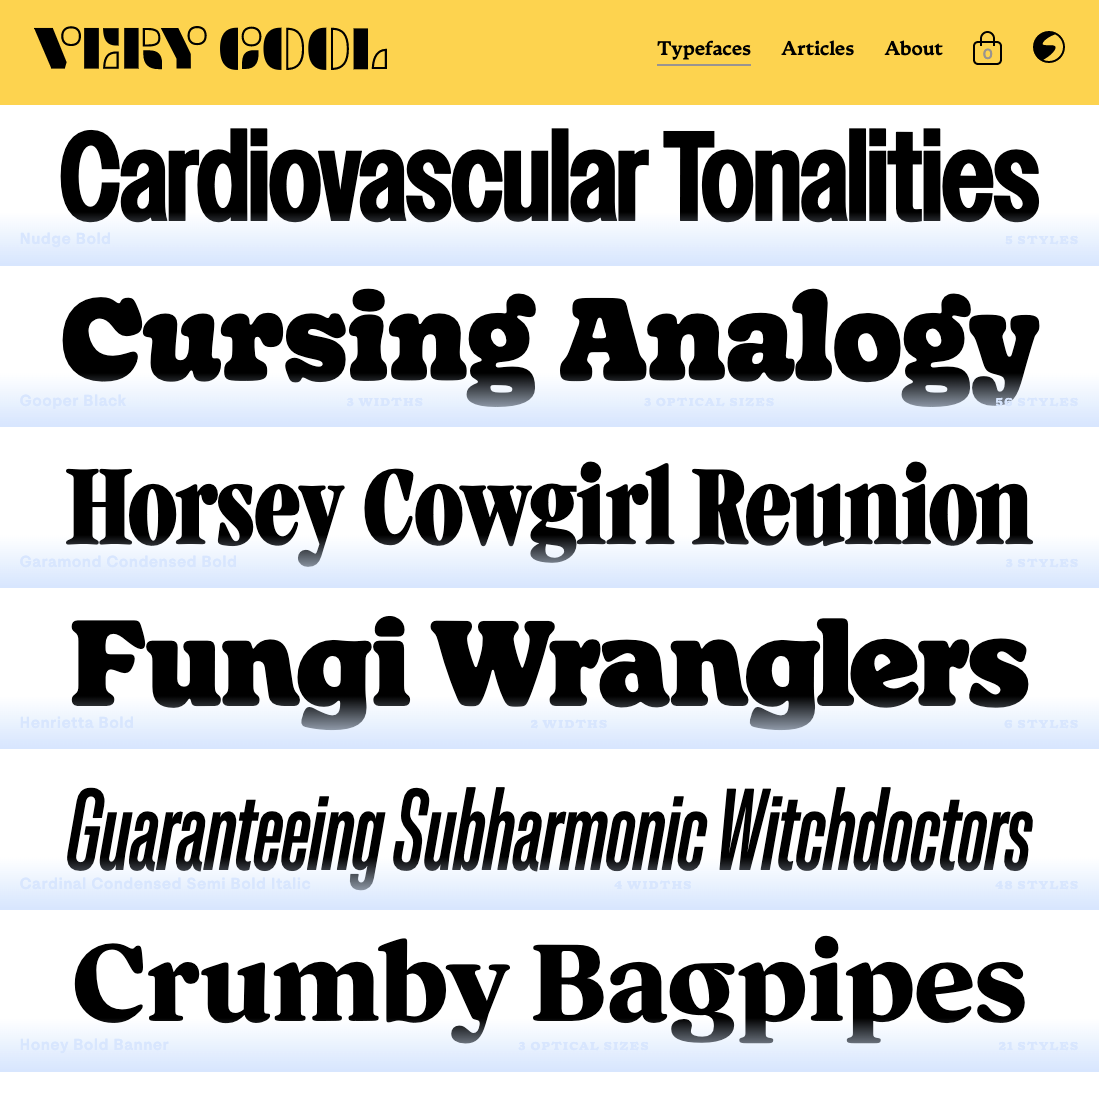 VERY COOL
Typefaces Articles About 0
Cardiovascular Tonalities
Nudge Bold 5 STYLES
Cursing Analogy
Gooper Black 3 WIDTHS 3 OPTICAL SIZES 56 STYLES
Horsey Cowgirl Reunion
Garamond Condensed Bold 3 STYLES
Fungi Wranglers
Henrietta Bold 2 WIDTHS 6 STYLES
Guaranteeing Subharmonic Witchdoctors
Cardinal Condensed Semi Bold Italic 4 WIDTHS 48 STYLES
Crumby Bagpipes
Honey Bold Banner 3 OPTICAL SIZES 21 STYLES